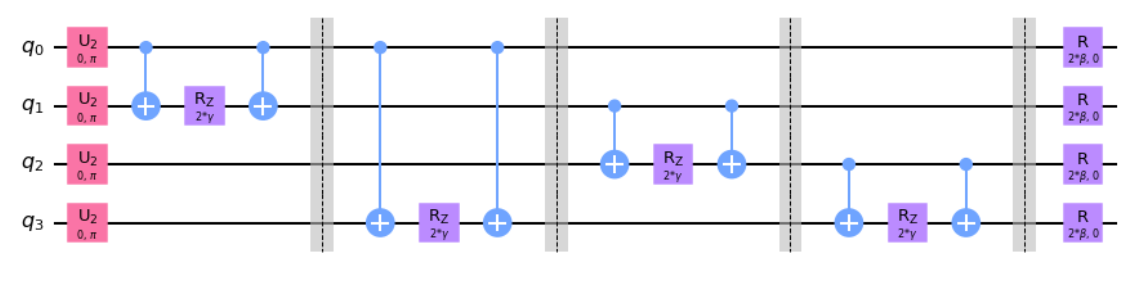 q0 U2 0, π R 2*β, 0
q1 U2 0, π RZ 2*γ R 2*β, 0
q2 U2 0, π RZ 2*γ R 2*β, 0
q3 U2 0, π RZ 2*γ RZ 2*γ R 2*β, 0